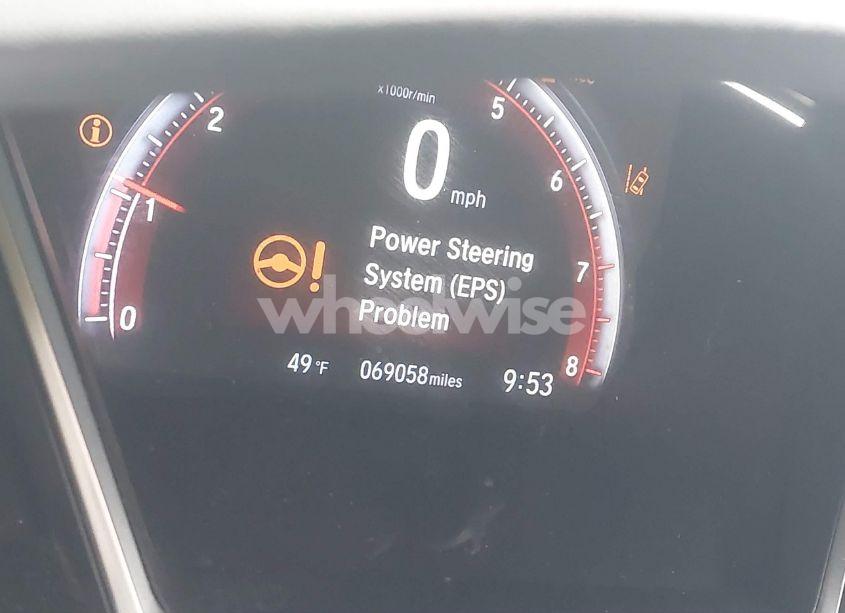 x1000r/min
2
5
0
mph
6
1
Power Steering
System (EPS)
Problem
7
wheelwise
0
8
49°F
069058 miles
9:53